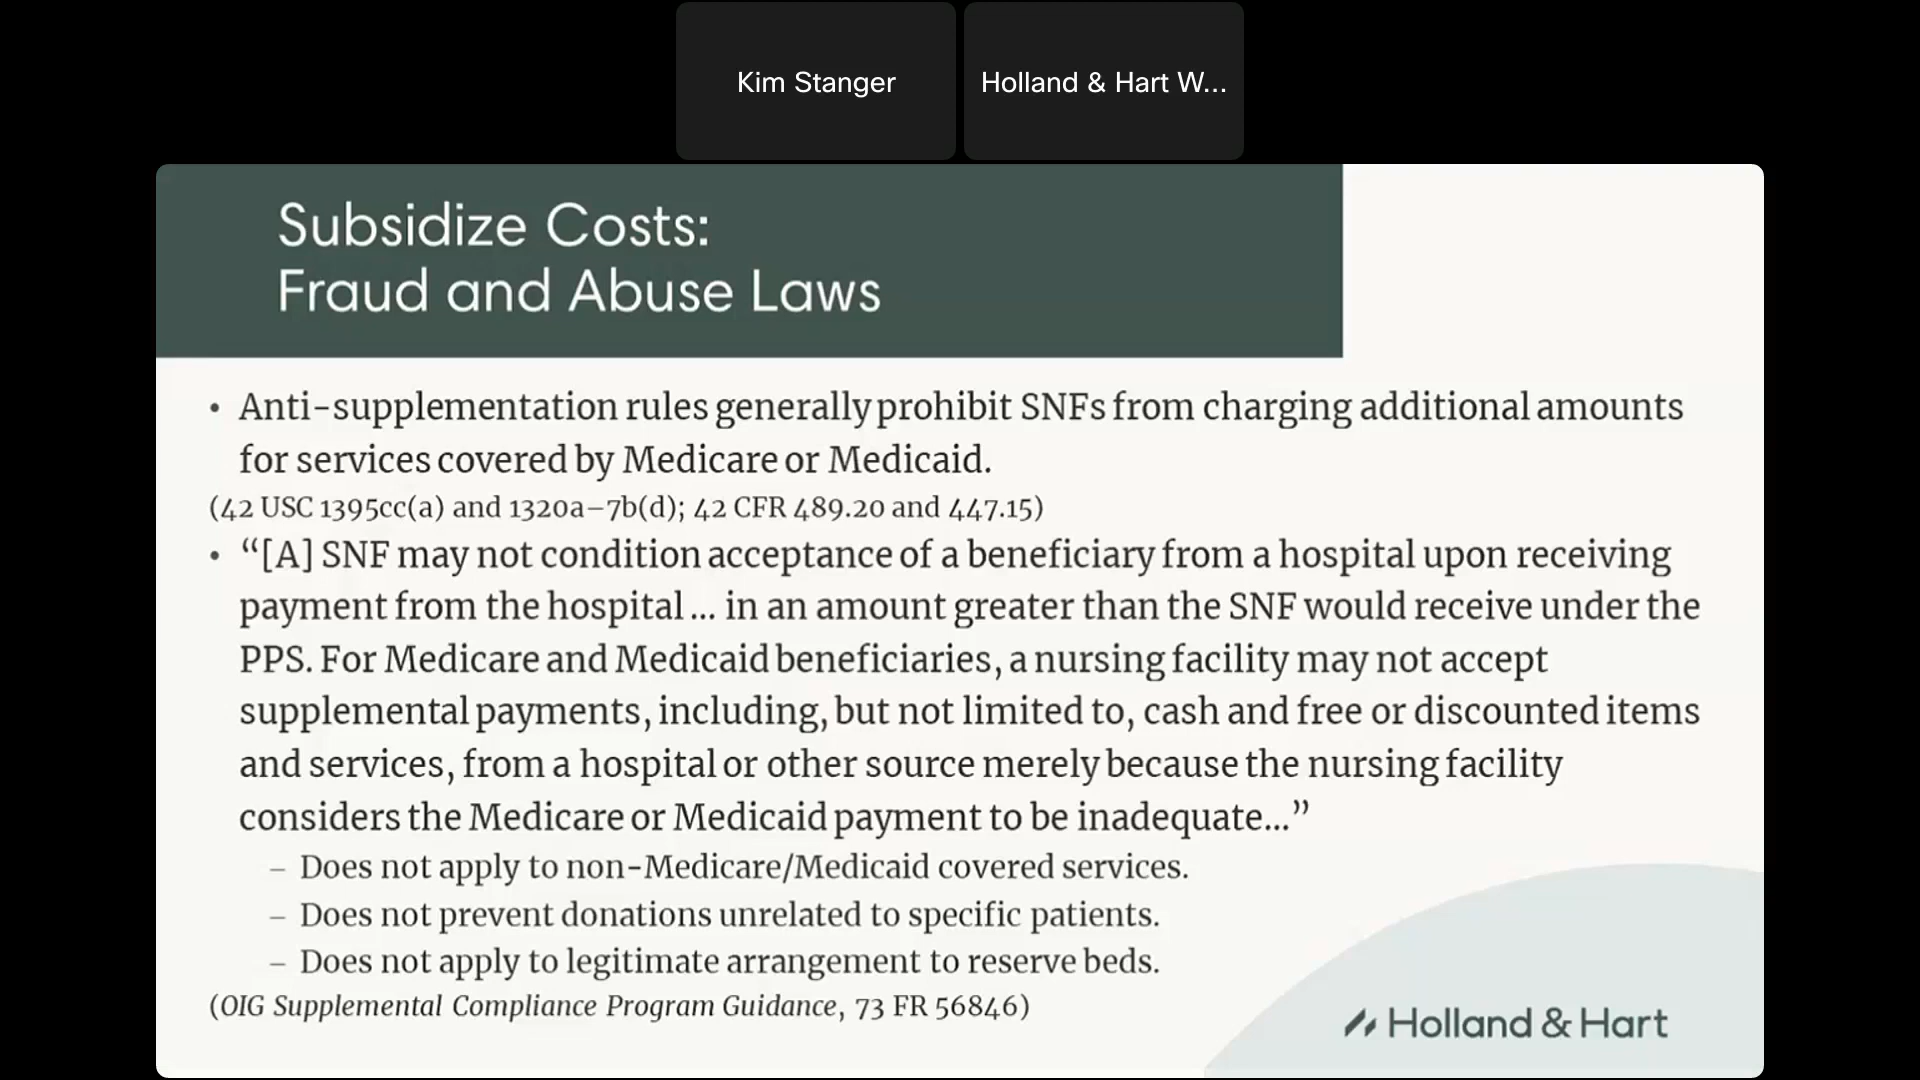 Kim Stanger
Holland & Hart W...
Subsidize Costs:
Fraud and Abuse Laws
• Anti-supplementation rules generally prohibit SNFs from charging additional amounts
for services covered by Medicare or Medicaid.
(42 USC 1395cc(a) and 1320a-7b(d); 42 CFR 489.20 and 447.15)
• “[A] SNF may not condition acceptance of a beneficiary from a hospital upon receiving
payment from the hospital ... in an amount greater than the SNF would receive under the
PPS. For Medicare and Medicaid beneficiaries, a nursing facility may not accept
supplemental payments, including, but not limited to, cash and free or discounted items
and services, from a hospital or other source merely because the nursing facility
considers the Medicare or Medicaid payment to be inadequate...”
– Does not apply to non-Medicare/Medicaid covered services.
– Does not prevent donations unrelated to specific patients.
– Does not apply to legitimate arrangement to reserve beds.
(OIG Supplemental Compliance Program Guidance, 73 FR 56846)
Holland & Hart